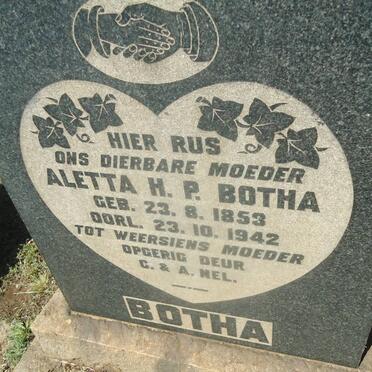 HIER RUS
ONS DIERBARE MOEDER
ALETTA H. P. BOTHA
GEB. 23. 8. 1853
OORL. 23. 10. 1942
TOT WEERSIENS MOEDER
OPGERIG DEUR
C. & A. NEL.
BOTHA